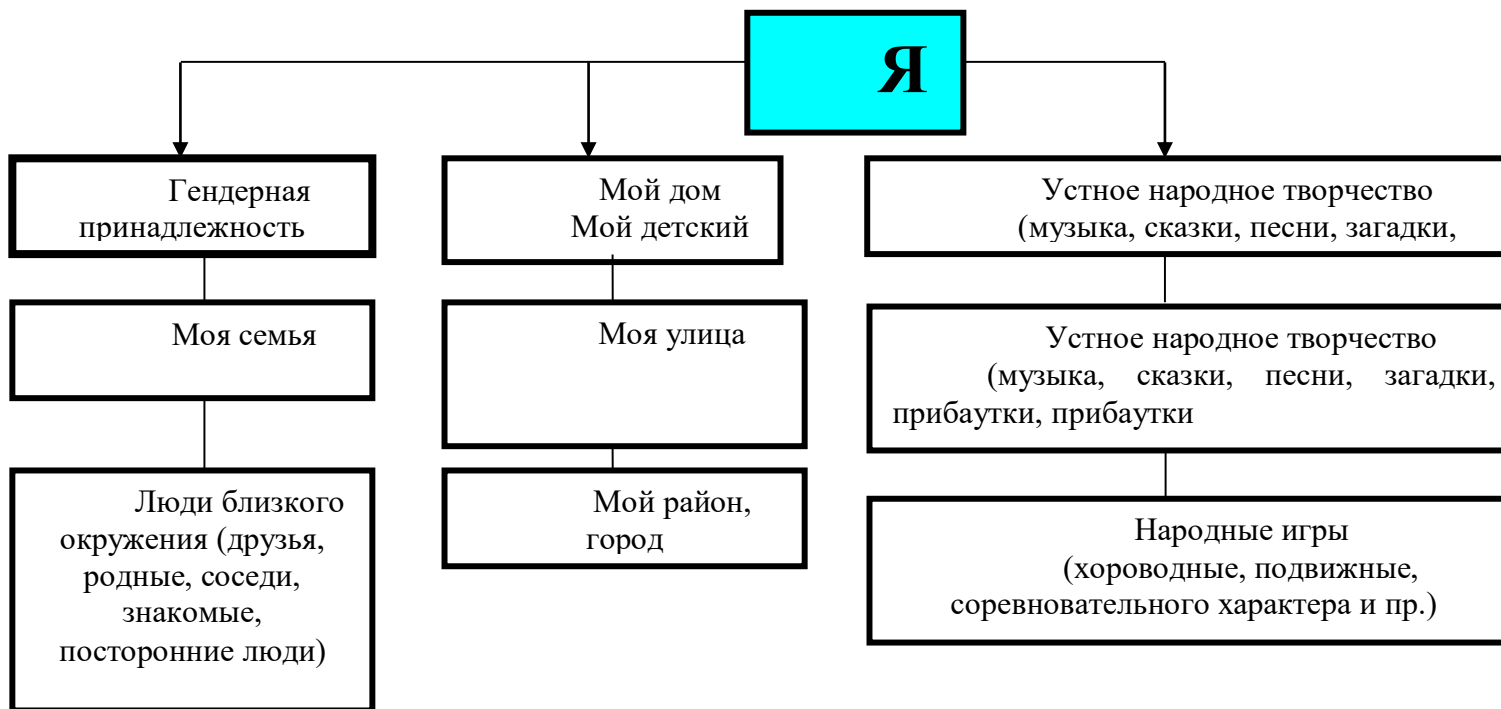 Я
Гендерная
принадлежность
Моя семья
Люди близкого
окружения (друзья,
родные, соседи,
знакомые,
посторонние люди)
Мой дом
Мой детский
Моя улица
Мой район,
город
Устное народное творчество
(музыка, сказки, песни, загадки,
Устное народное творчество
(музыка, сказки, песни, загадки,
прибаутки, прибаутки
Народные игры
(хороводные, подвижные,
соревновательного характера и пр.)